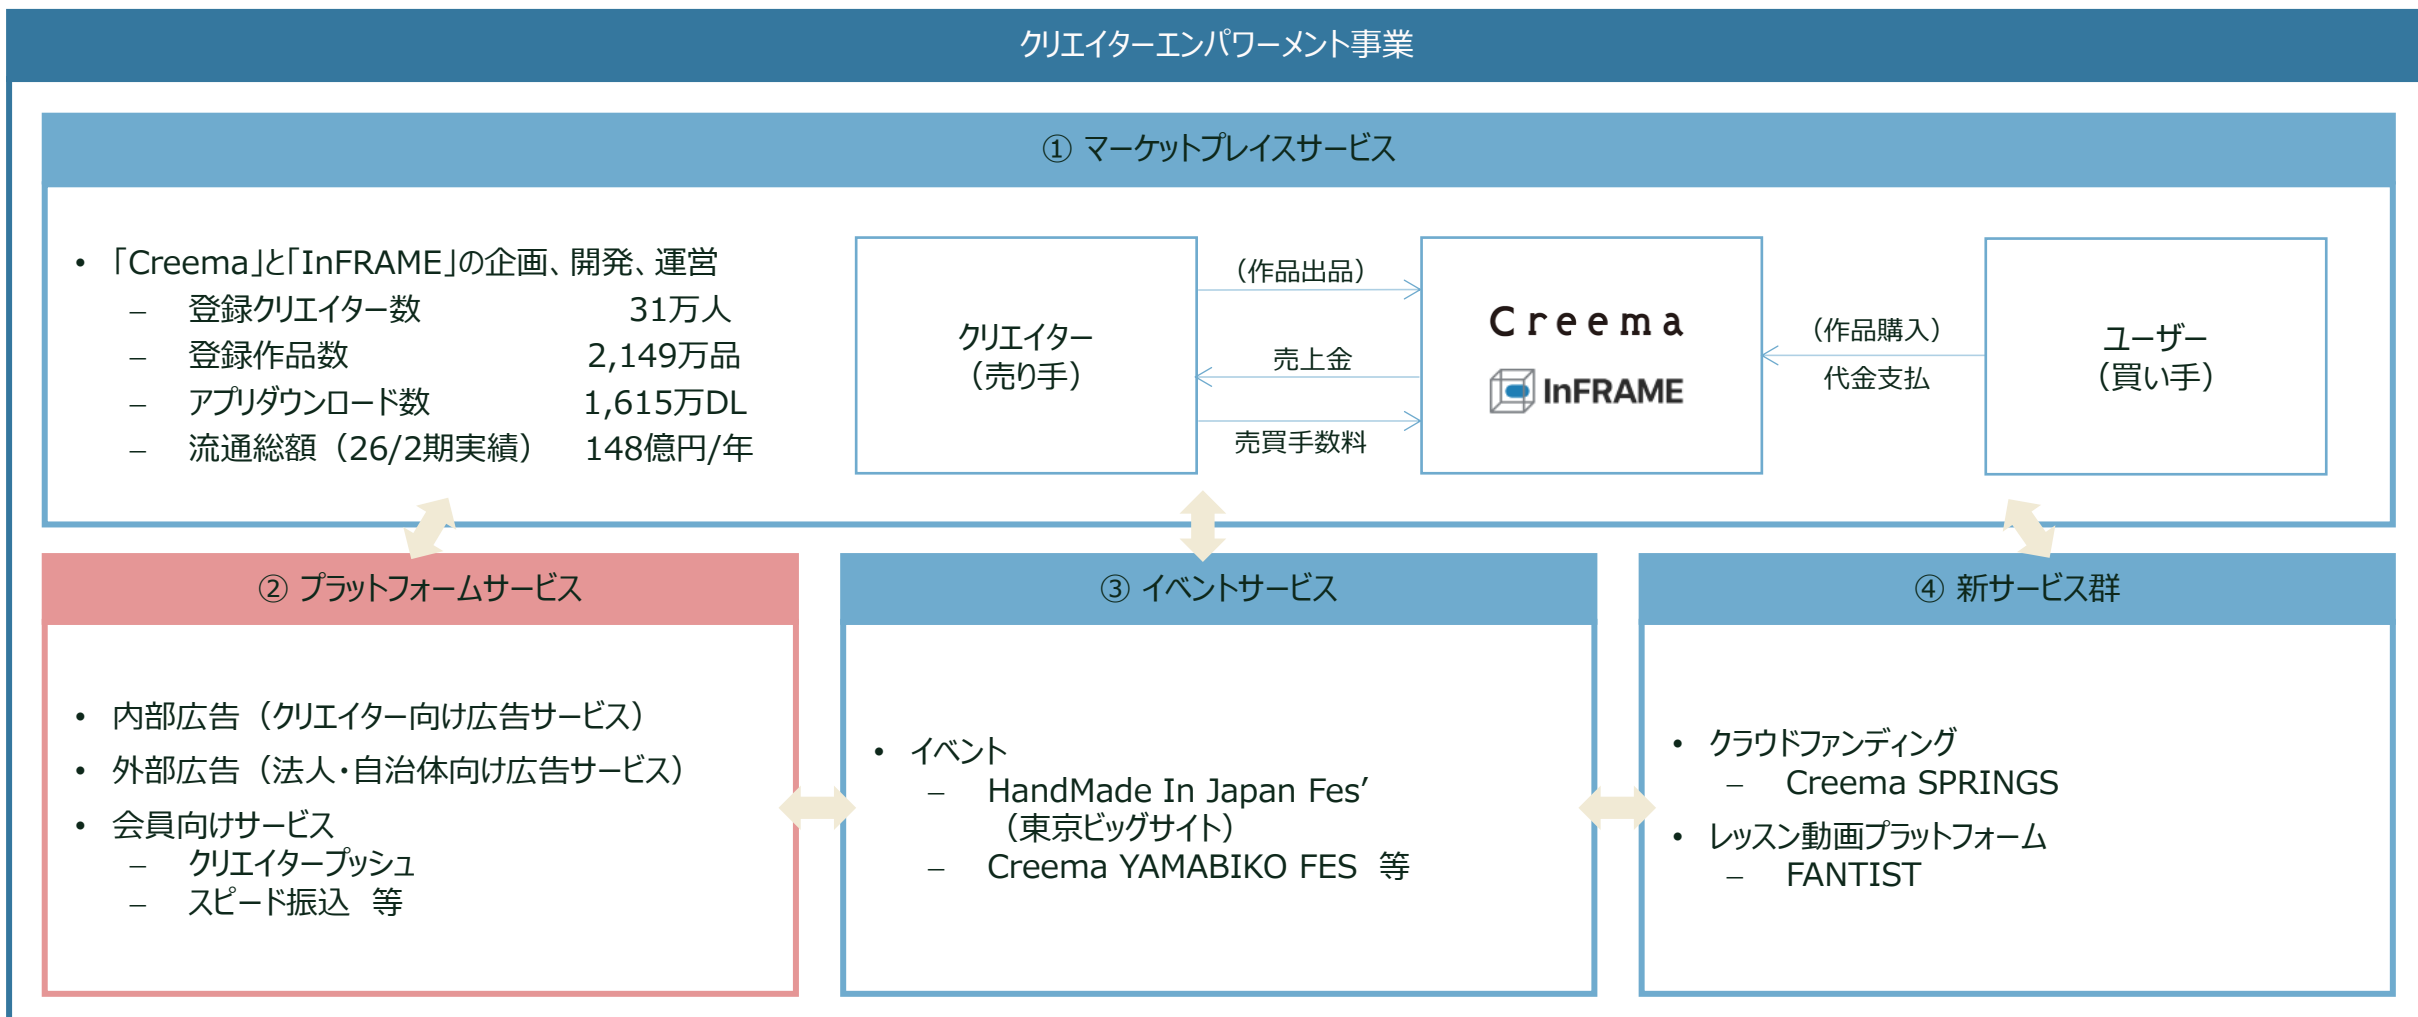 クリエイターエンパワーメント事業
① マーケットプレイスサービス
• 「Creema」と「InFRAME」の企画、開発、運営
– 登録クリエイター数 31万人
– 登録作品数 2,149万品
– アプリダウンロード数 1,615万DL
– 流通総額（26/2期実績） 148億円/年
クリエイター
（売り手）
（作品出品）
売上金
売買手数料
Creema
InFRAME
（作品購入）
代金支払
ユーザー
（買い手）
② プラットフォームサービス
• 内部広告（クリエイター向け広告サービス）
• 外部広告（法人・自治体向け広告サービス）
• 会員向けサービス
– クリエイタープッシュ
– スピード振込 等
③ イベントサービス
• イベント
– HandMade In Japan Fes’
（東京ビッグサイト）
– Creema YAMABIKO FES 等
④ 新サービス群
• クラウドファンディング
– Creema SPRINGS
• レッスン動画プラットフォーム
– FANTIST